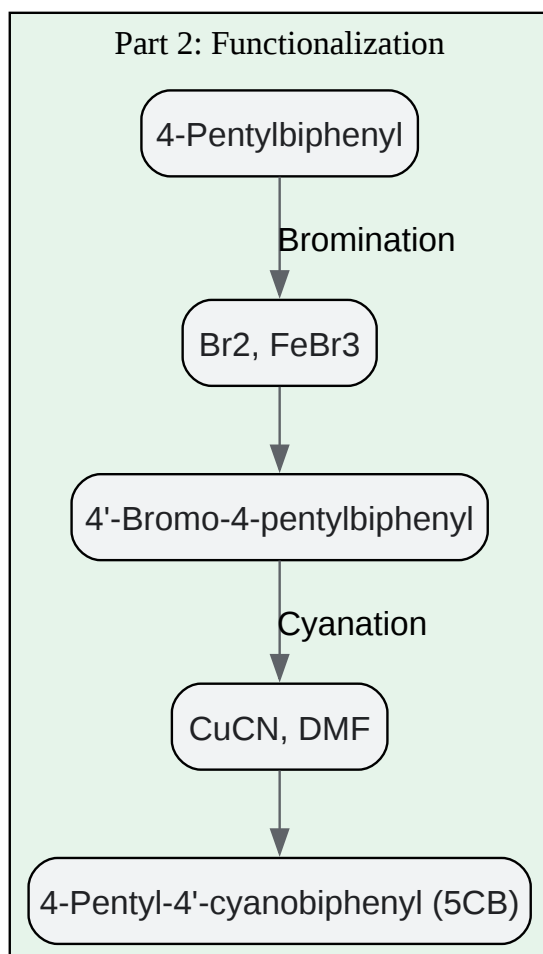 Part 2: Functionalization
4-Pentylbiphenyl
Bromination
Br2, FeBr3
4'-Bromo-4-pentylbiphenyl
Cyanation
CuCN, DMF
4-Pentyl-4'-cyanobiphenyl (5CB)